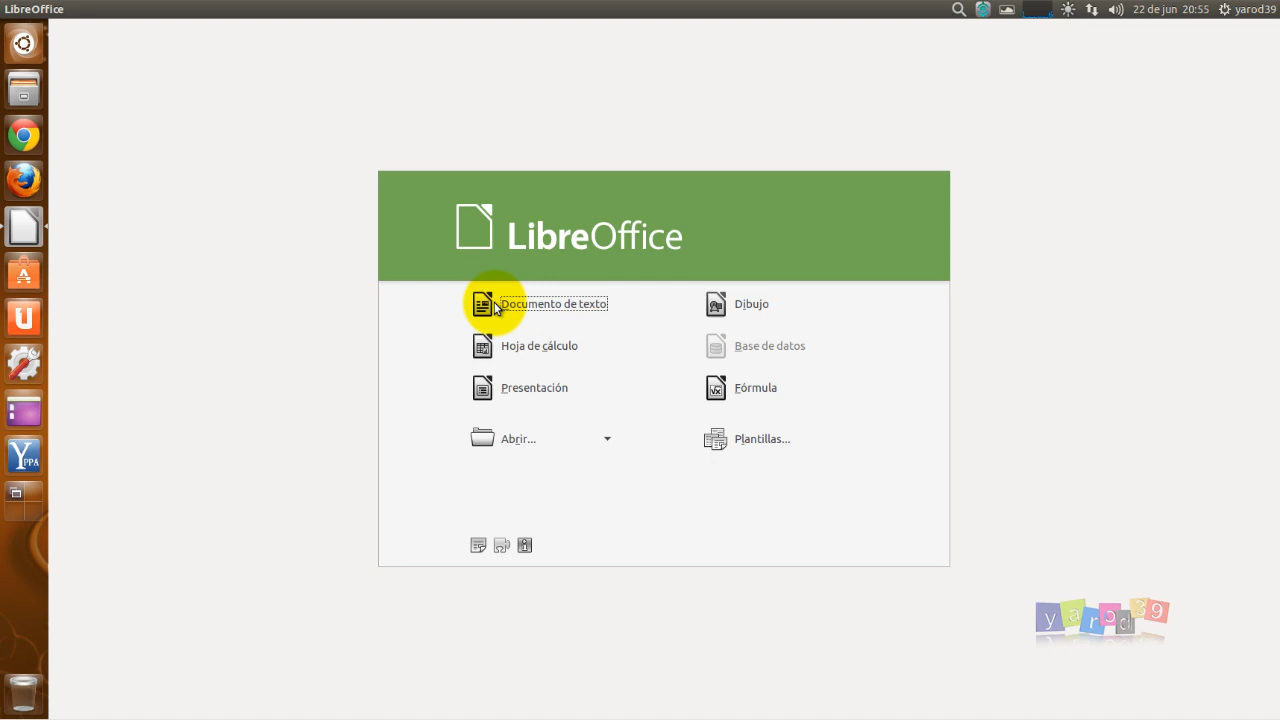 LibreOffice
22 de jun 20:55 yarod39
LibreOffice
Documento de texto
Dibujo
Hoja de cálculo
Base de datos
Presentación
Fórmula
Abrir...
Plantillas...
yarod39
A
U
YPPA